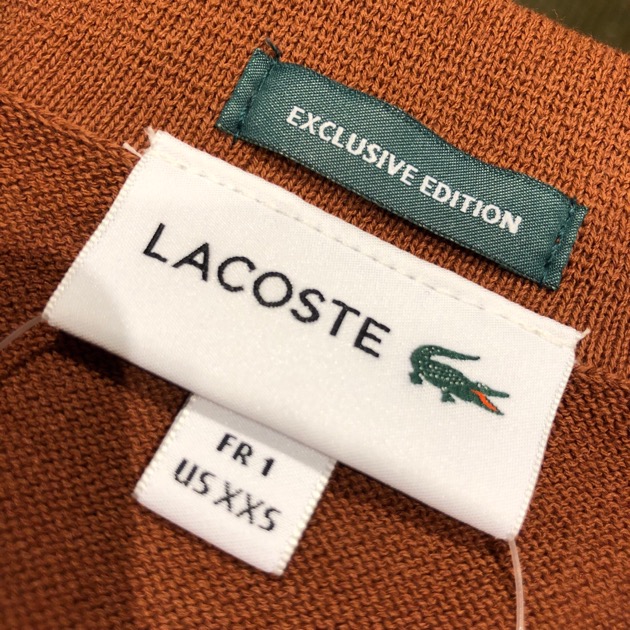 EXCLUSIVE EDITION
LACOSTE
FR 1
US XXS